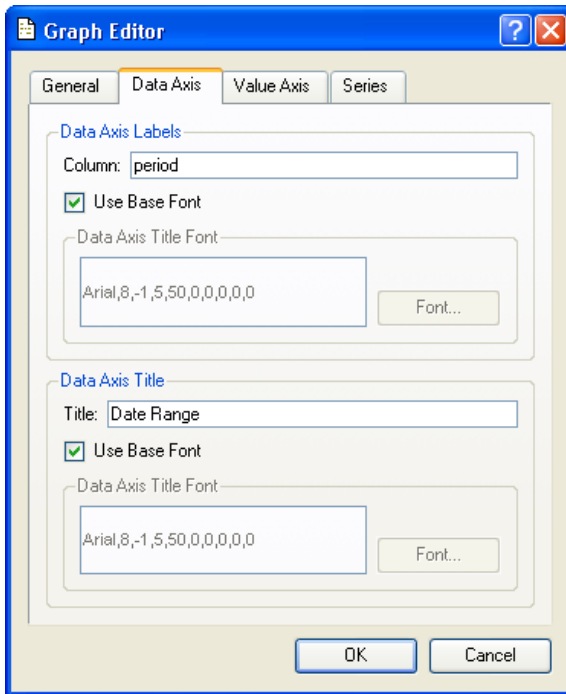 Graph Editor
General Data Axis Value Axis Series
Data Axis Labels
Column: period
Use Base Font
Data Axis Title Font
Arial,8,-1,5,50,0,0,0,0,0
Font...
Data Axis Title
Title: Date Range
Use Base Font
Data Axis Title Font
Arial,8,-1,5,50,0,0,0,0,0
Font...
OK Cancel